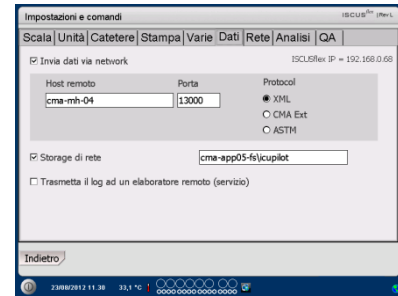 Impostazioni e comandi ISCUSflex (Rev L
Scala Unità Catetere Stampa Varie Dati Rete Analisi QA
Invia dati via network ISCUSflex IP = 192.168.0.68
Host remoto Porta Protocol
cma-mh-04 13000 XML
CMA Ext
ASTM
Storage di rete cma-app05-fs\icupilot
Trasmetta il log ad un elaboratore remoto (servizio)
Indietro
23/08/2012 11.30 33,1 °C